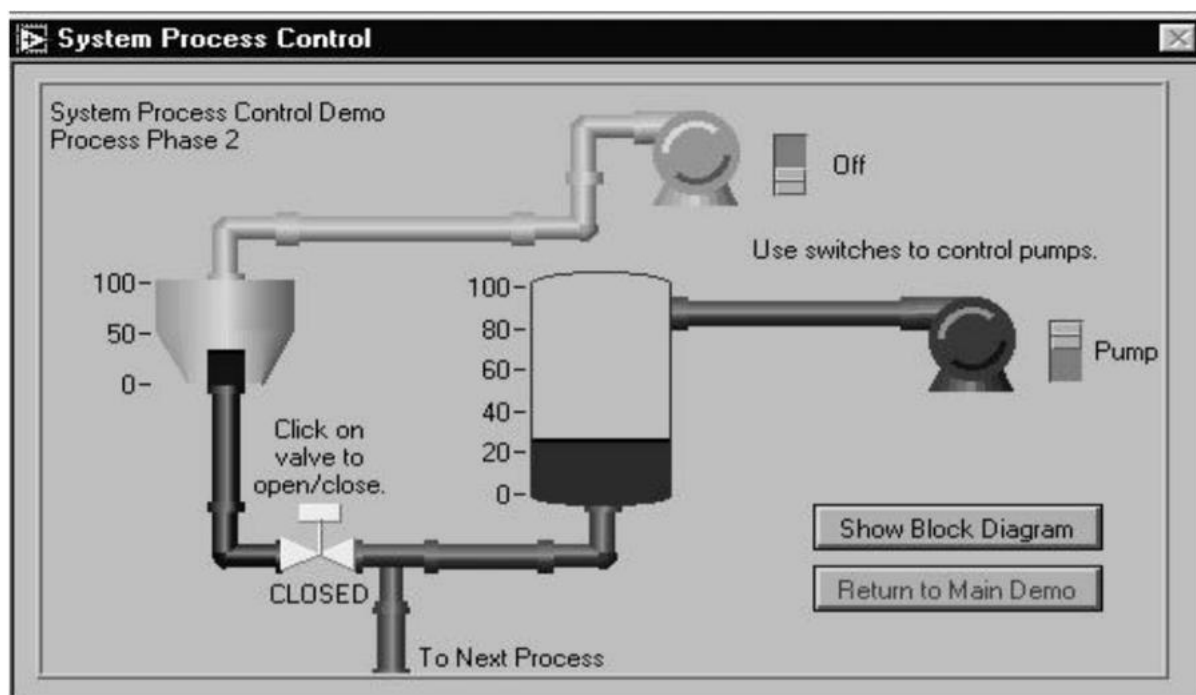 System Process Control
System Process Control Demo
Process Phase 2
Off
Use switches to control pumps.
100
50
0
100
80
60
40
20
0
Pump
Click on
valve to
open/close.
CLOSED
Show Block Diagram
Return to Main Demo
To Next Process